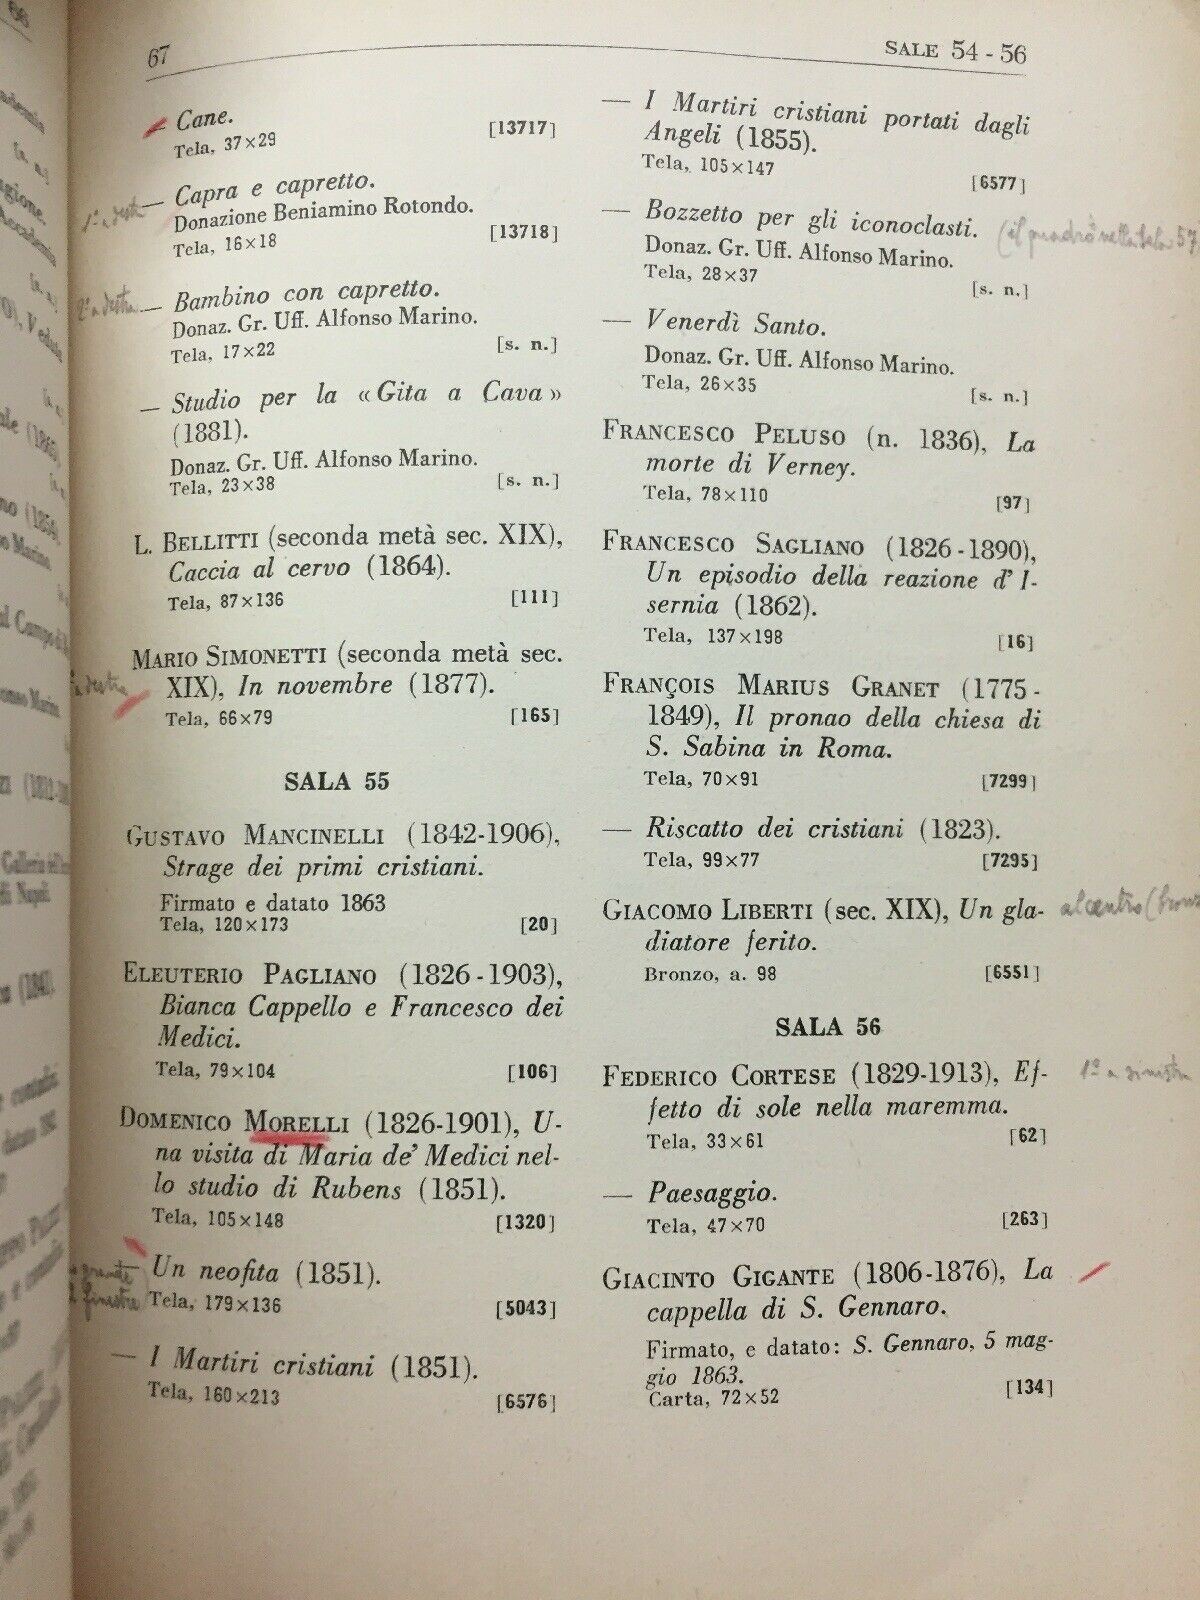 67
SALE 54 - 56
— Cane.
Tela, 37×29 [13717]
— Capra e capretto.
Donazione Beniamino Rotondo.
Tela, 16×18 [13718]
— Bambino con capretto.
Donaz. Gr. Uff. Alfonso Marino.
Tela, 17×22 [s. n.]
— Studio per la «Gita a Cava»
(1881).
Donaz. Gr. Uff. Alfonso Marino.
Tela, 23×38 [s. n.]
L. BELLITTI (seconda metà sec. XIX),
Caccia al cervo (1864).
Tela, 87×136 [111]
MARIO SIMONETTI (seconda metà sec.
XIX), In novembre (1877).
Tela, 66×79 [165]
SALA 55
GUSTAVO MANCINELLI (1842-1906),
Strage dei primi cristiani.
Firmato e datato 1863
Tela, 120×173 [20]
ELEUTERIO PAGLIANO (1826-1903),
Bianca Cappello e Francesco dei
Medici.
Tela, 79×104 [106]
DOMENICO MORELLI (1826-1901), U-
na visita di Maria de' Medici nel-
lo studio di Rubens (1851).
Tela, 105×148 [1320]
— Un neofita (1851).
Tela, 179×136 [5043]
— I Martiri cristiani (1851).
Tela, 160×213 [6576]
— I Martiri cristiani portati dagli
Angeli (1855).
Tela, 105×147 [6577]
— Bozzetto per gli iconoclasti. (il quadro nella sala 57
Donaz. Gr. Uff. Alfonso Marino.
Tela, 28×37 [s. n.]
— Venerdì Santo.
Donaz. Gr. Uff. Alfonso Marino.
Tela, 26×35 [s. n.]
FRANCESCO PELUSO (n. 1836), La
morte di Verney.
Tela, 78×110 [97]
FRANCESCO SAGLIANO (1826-1890),
Un episodio della reazione d'I-
sernia (1862).
Tela, 137×198 [16]
FRANÇOIS MARIUS GRANET (1775-
1849), Il pronao della chiesa di
S. Sabina in Roma.
Tela, 70×91 [7299]
— Riscatto dei cristiani (1823).
Tela, 99×77 [7295]
GIACOMO LIBERTI (sec. XIX), Un gla- al centro (bronz
diatore ferito.
Bronzo, a. 98 [6551]
SALA 56
FEDERICO CORTESE (1829-1913), Ef- 1º a sinistra
fetto di sole nella maremma.
Tela, 33×61 [62]
— Paesaggio.
Tela, 47×70 [263]
GIACINTO GIGANTE (1806-1876), La
cappella di S. Gennaro.
Firmato, e datato: S. Gennaro, 5 mag-
gio 1863.
Carta, 72×52 [134]